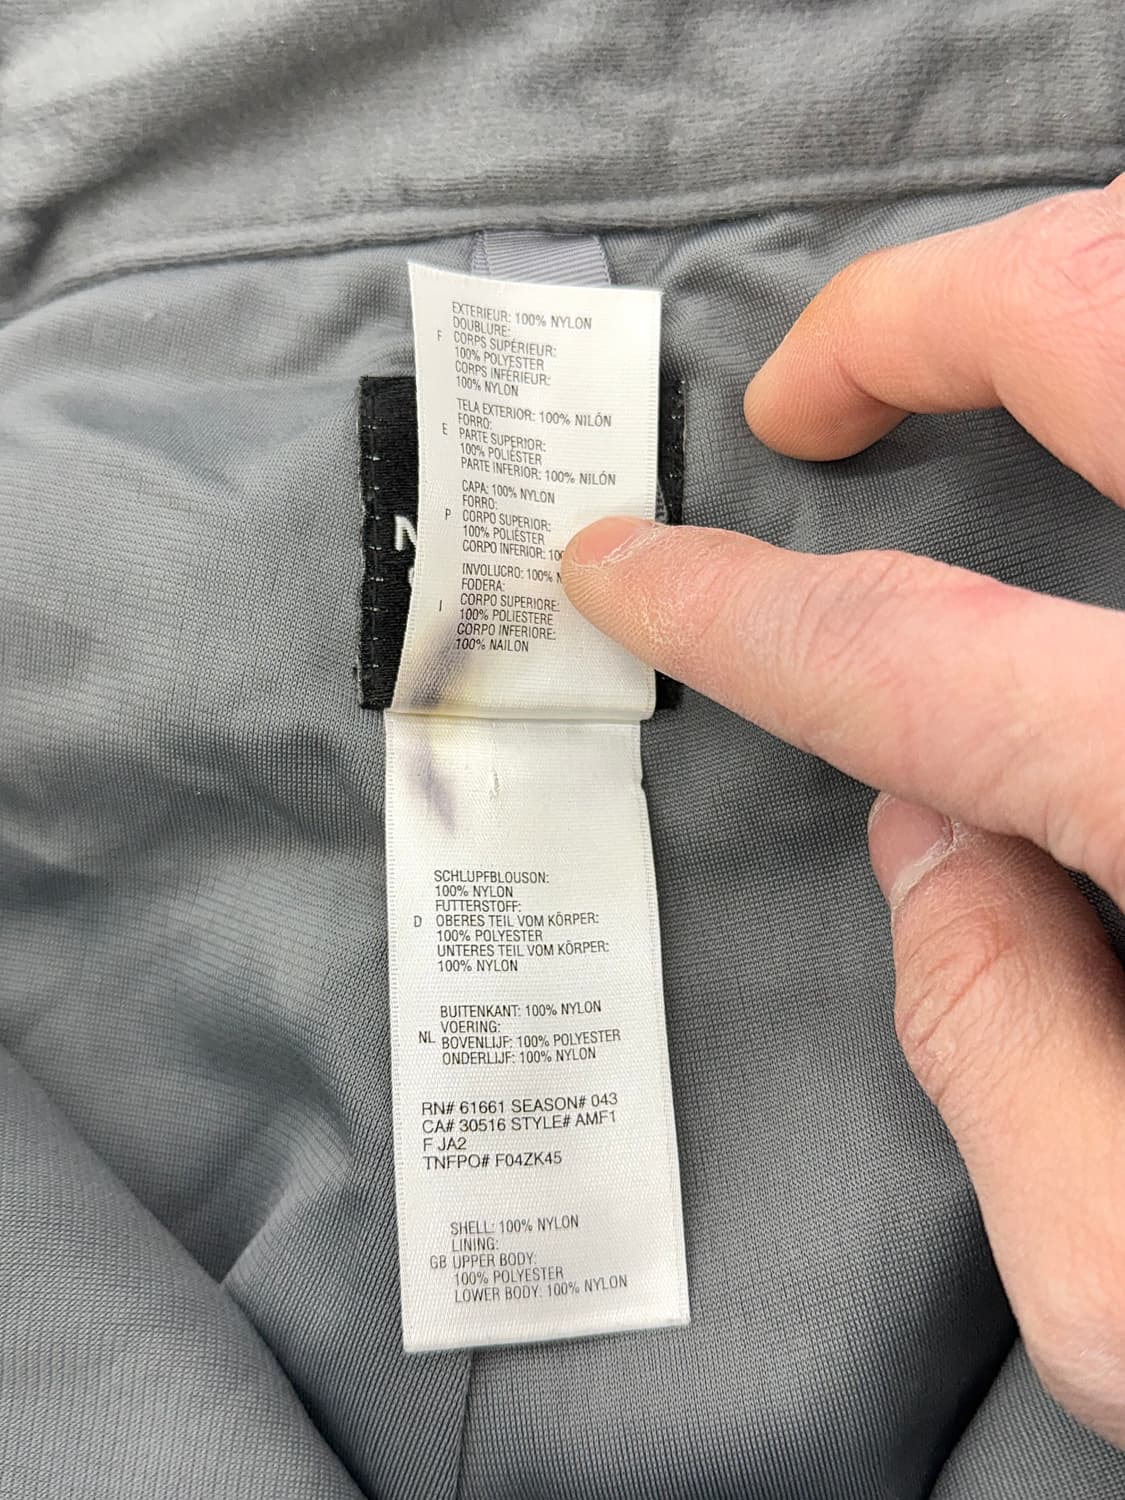 EXTERIEUR: 100% NYLON
DOUBLURE:
F CORPS SUPÉRIEUR:
100% POLYESTER
CORPS INFÉRIEUR:
100% NYLON
TELA EXTERIOR: 100% NILÓN
FORRO:
E PARTE SUPERIOR:
100% POLIÉSTER
PARTE INFERIOR: 100% NILÓN
CAPA: 100% NYLON
FORRO:
P CORPO SUPERIOR:
100% POLIÉSTER
CORPO INFERIOR:
INVOLUCRO: 100%
FODERA:
I CORPO SUPERIORE:
100% POLIESTERE
CORPO INFERIORE:
100% NAILON
SCHLUPFBLOUSON:
100% NYLON
FUTTERSTOFF:
D OBERES TEIL VOM KÖRPER:
100% POLYESTER
UNTERES TEIL VOM KÖRPER:
100% NYLON
BUITENKANT: 100% NYLON
VOERING:
NL BOVENLIJF: 100% POLYESTER
ONDERLIJF: 100% NYLON
RN# 61661 SEASON# 043
CA# 30516 STYLE# AMF1
F JA2
TNFPO# F04ZK45
SHELL: 100% NYLON
LINING:
GB UPPER BODY:
100% POLYESTER
LOWER BODY: 100% NYLON